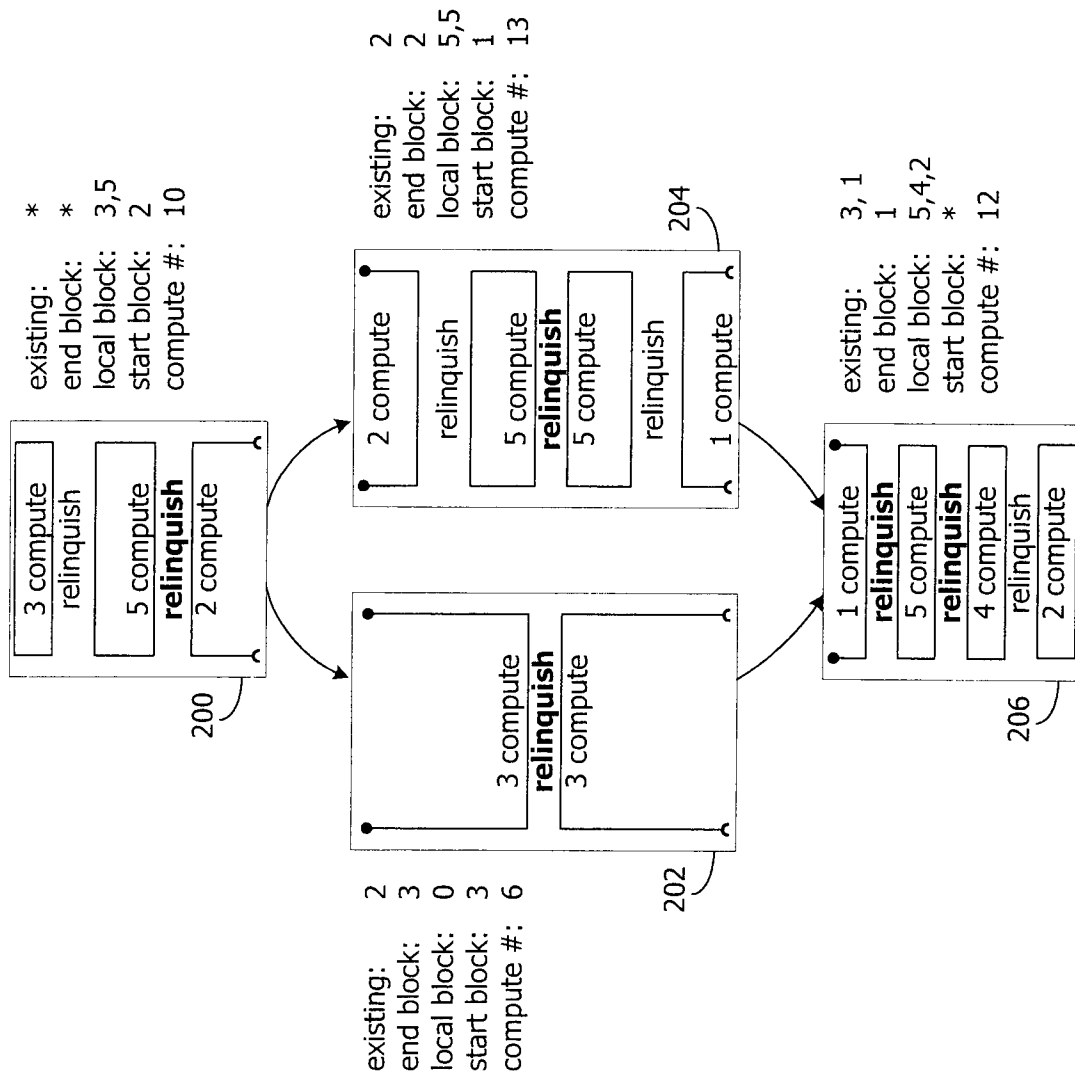 3 compute
relinquish
5 compute
relinquish
2 compute
200
existing: *
end block: *
local block: 3,5
start block: 2
compute #: 10
existing: 2
end block: 3
local block: 0
start block: 3
compute #: 6
3 compute
relinquish
3 compute
202
2 compute
relinquish
5 compute
relinquish
5 compute
relinquish
1 compute
204
existing: 2
end block: 2
local block: 5,5
start block: 1
compute #: 13
1 compute
relinquish
5 compute
relinquish
4 compute
relinquish
2 compute
206
existing: 3,1
end block: 1
local block: 5,4,2
start block: *
compute #: 12